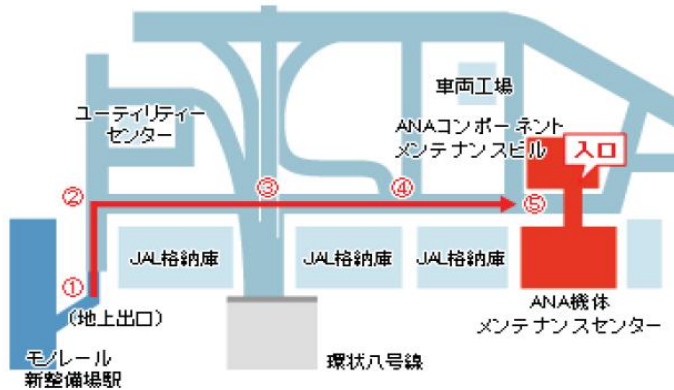 車両工場
ユーティリティー
センター
ANAコンポーネント
メンテナンスビル
入口
②
③
④
⑤
①
JAL格納庫
JAL格納庫
JAL格納庫
(地上出口)
ANA機体
メンテナンスセンター
モノレール
新整備場駅
環状八号線